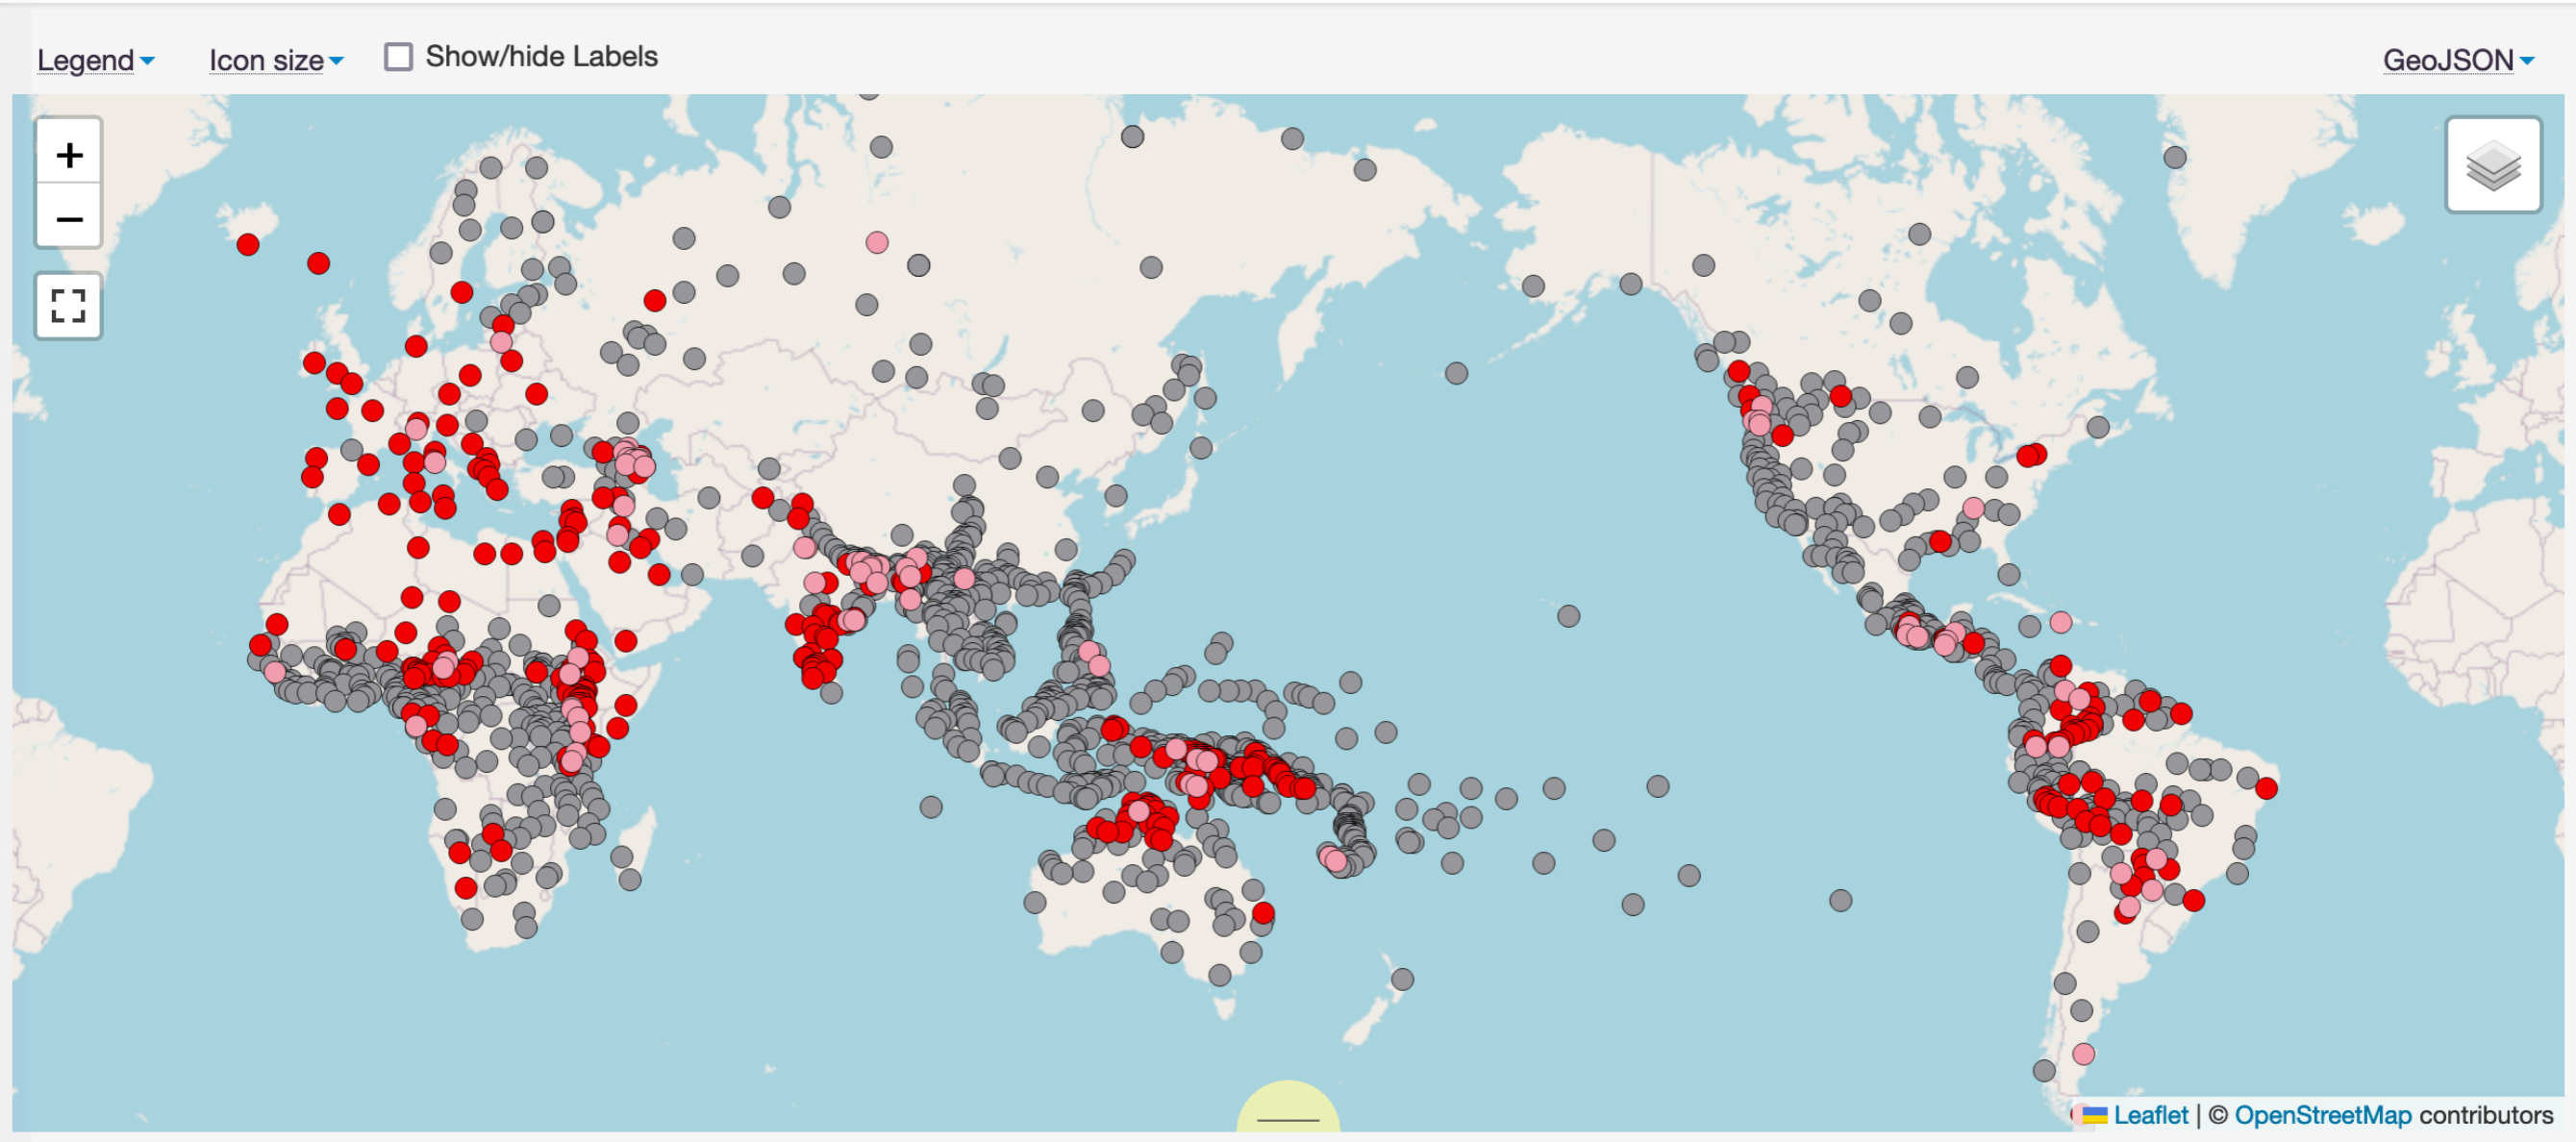 Legend
Icon size
Show/hide Labels
GeoJSON
+
−
Leaflet | © OpenStreetMap contributors